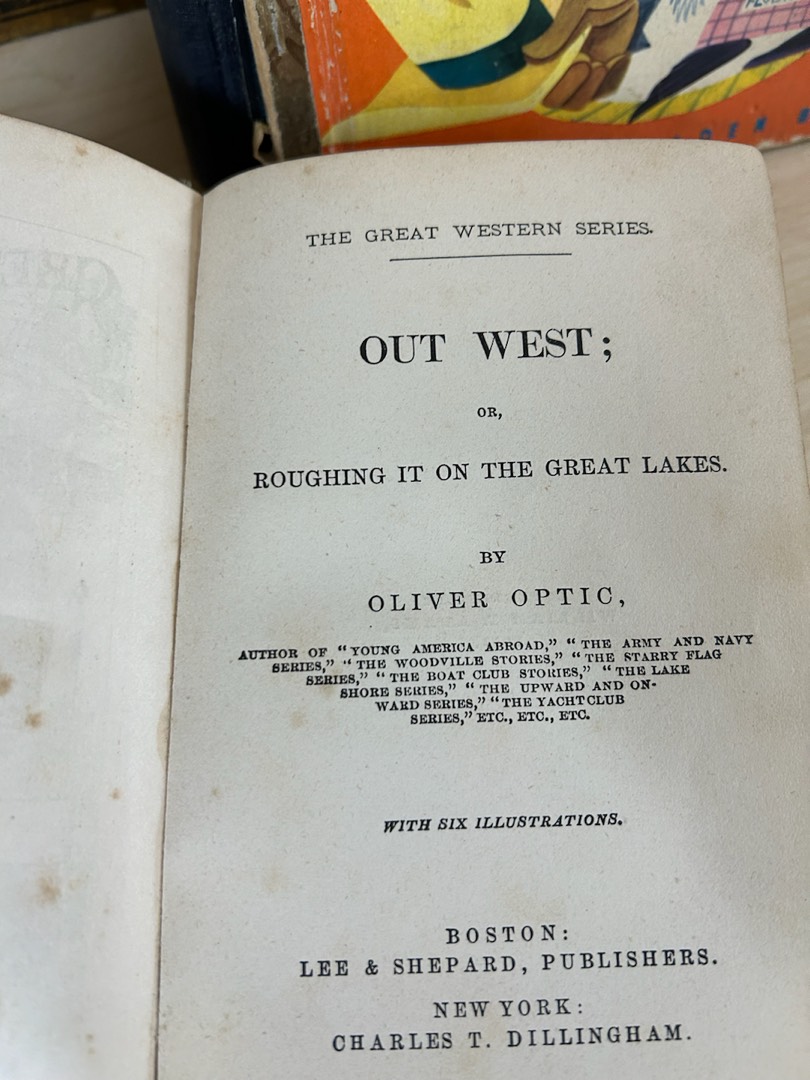 THE GREAT WESTERN SERIES.
OUT WEST;
OR,
ROUGHING IT ON THE GREAT LAKES.
BY
OLIVER OPTIC,
AUTHOR OF "YOUNG AMERICA ABROAD," "THE ARMY AND NAVY
SERIES," "THE WOODVILLE STORIES," "THE STARRY FLAG
SERIES," "THE BOAT CLUB STORIES," "THE LAKE
SHORE SERIES," "THE UPWARD AND ON-
WARD SERIES," "THE YACHT CLUB
SERIES," ETC., ETC., ETC.
WITH SIX ILLUSTRATIONS.
BOSTON:
LEE & SHEPARD, PUBLISHERS.
NEW YORK:
CHARLES T. DILLINGHAM.